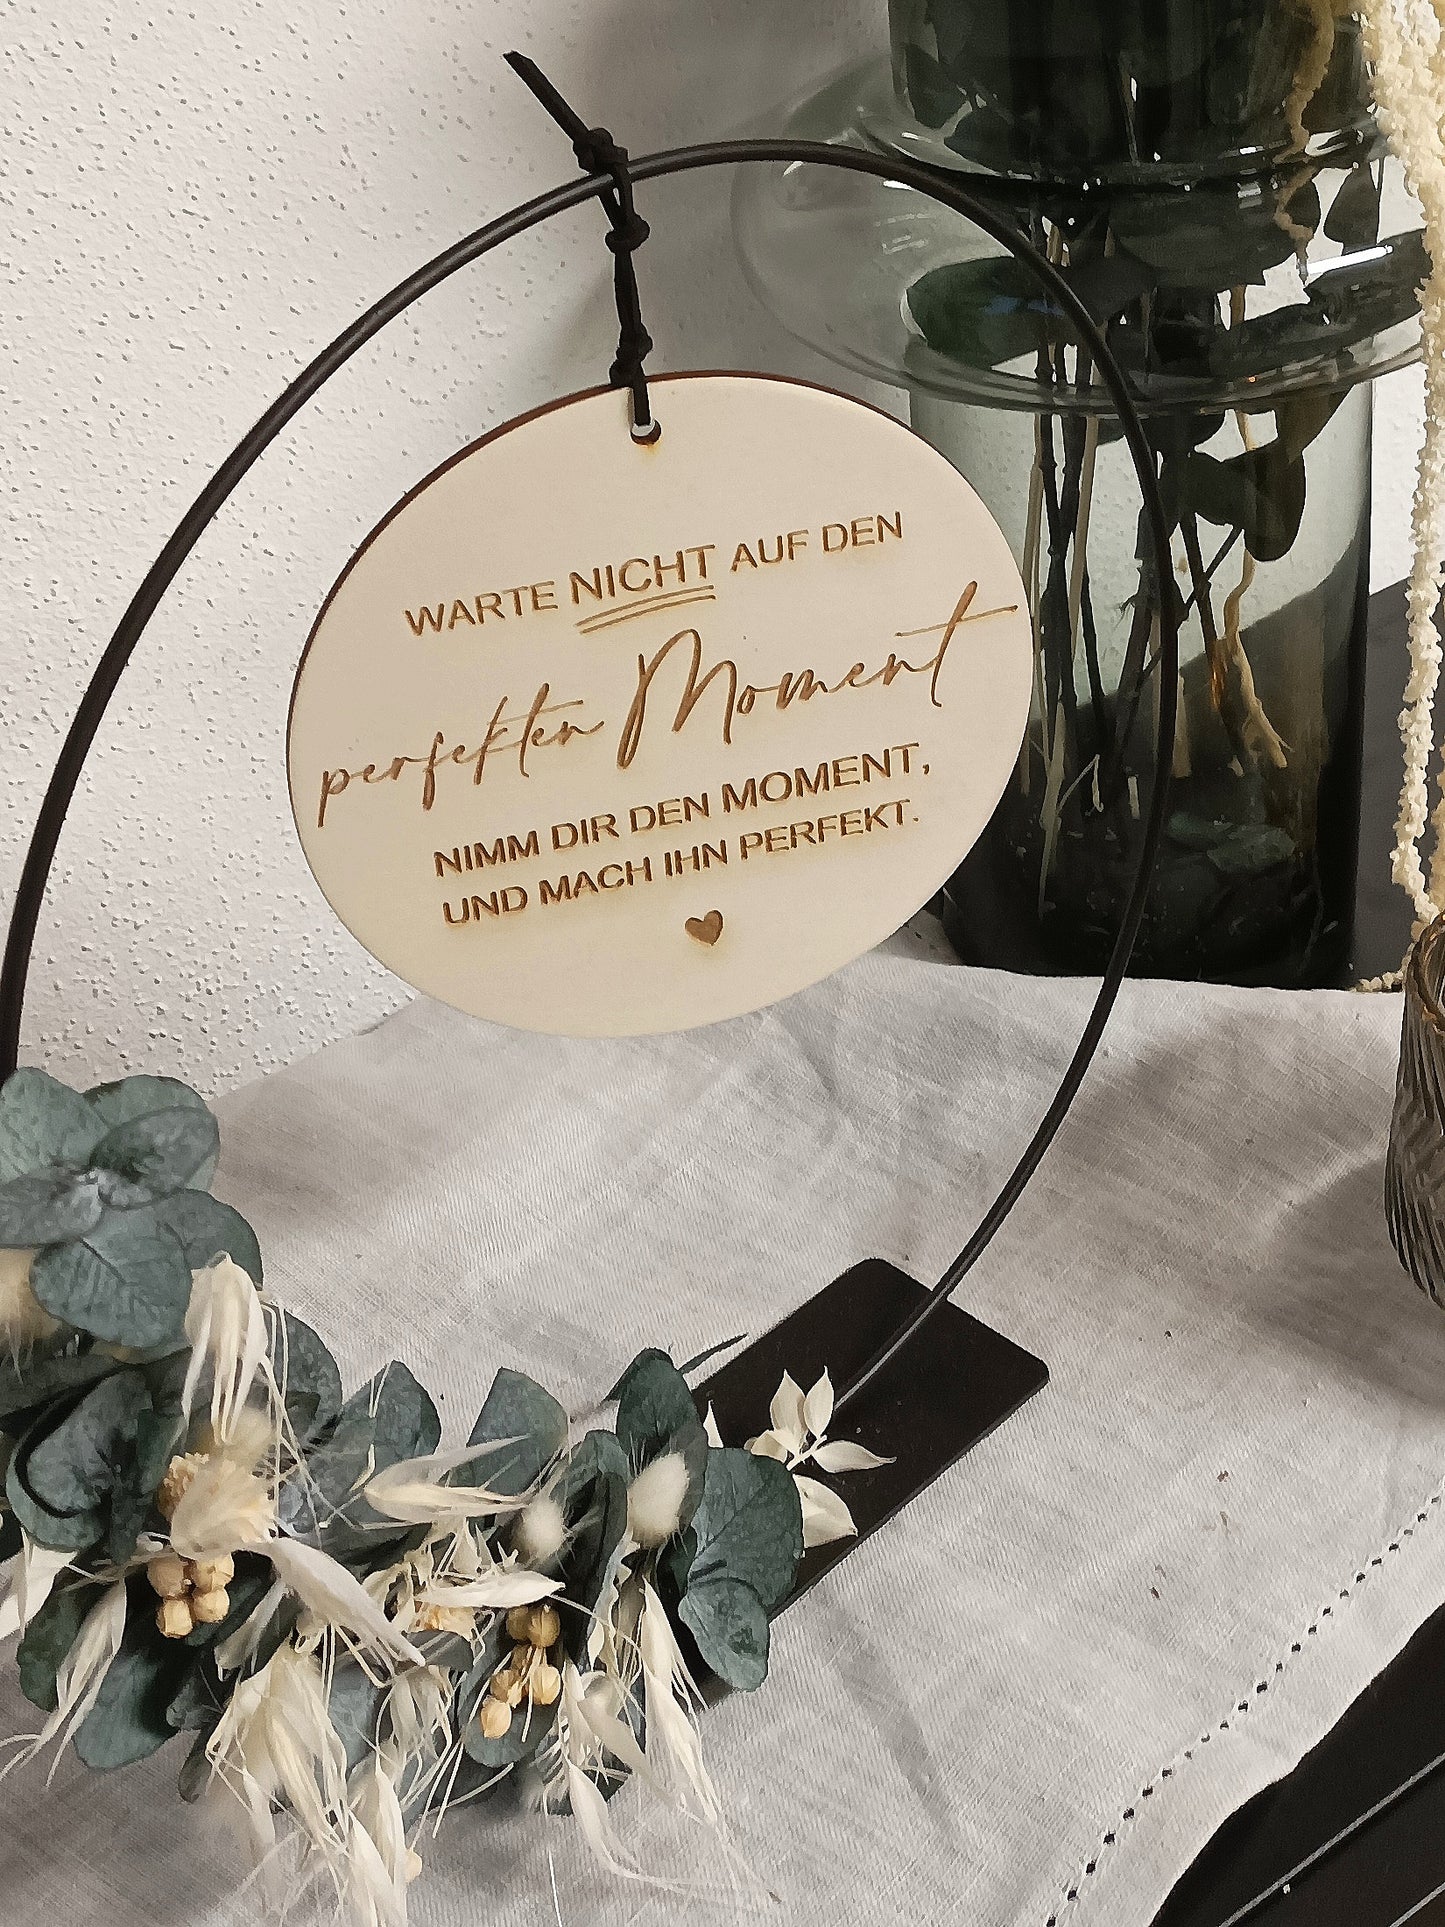 WARTE NICHT AUF DEN
perfekten Moment
NIMM DIR DEN MOMENT,
UND MACH IHN PERFEKT.